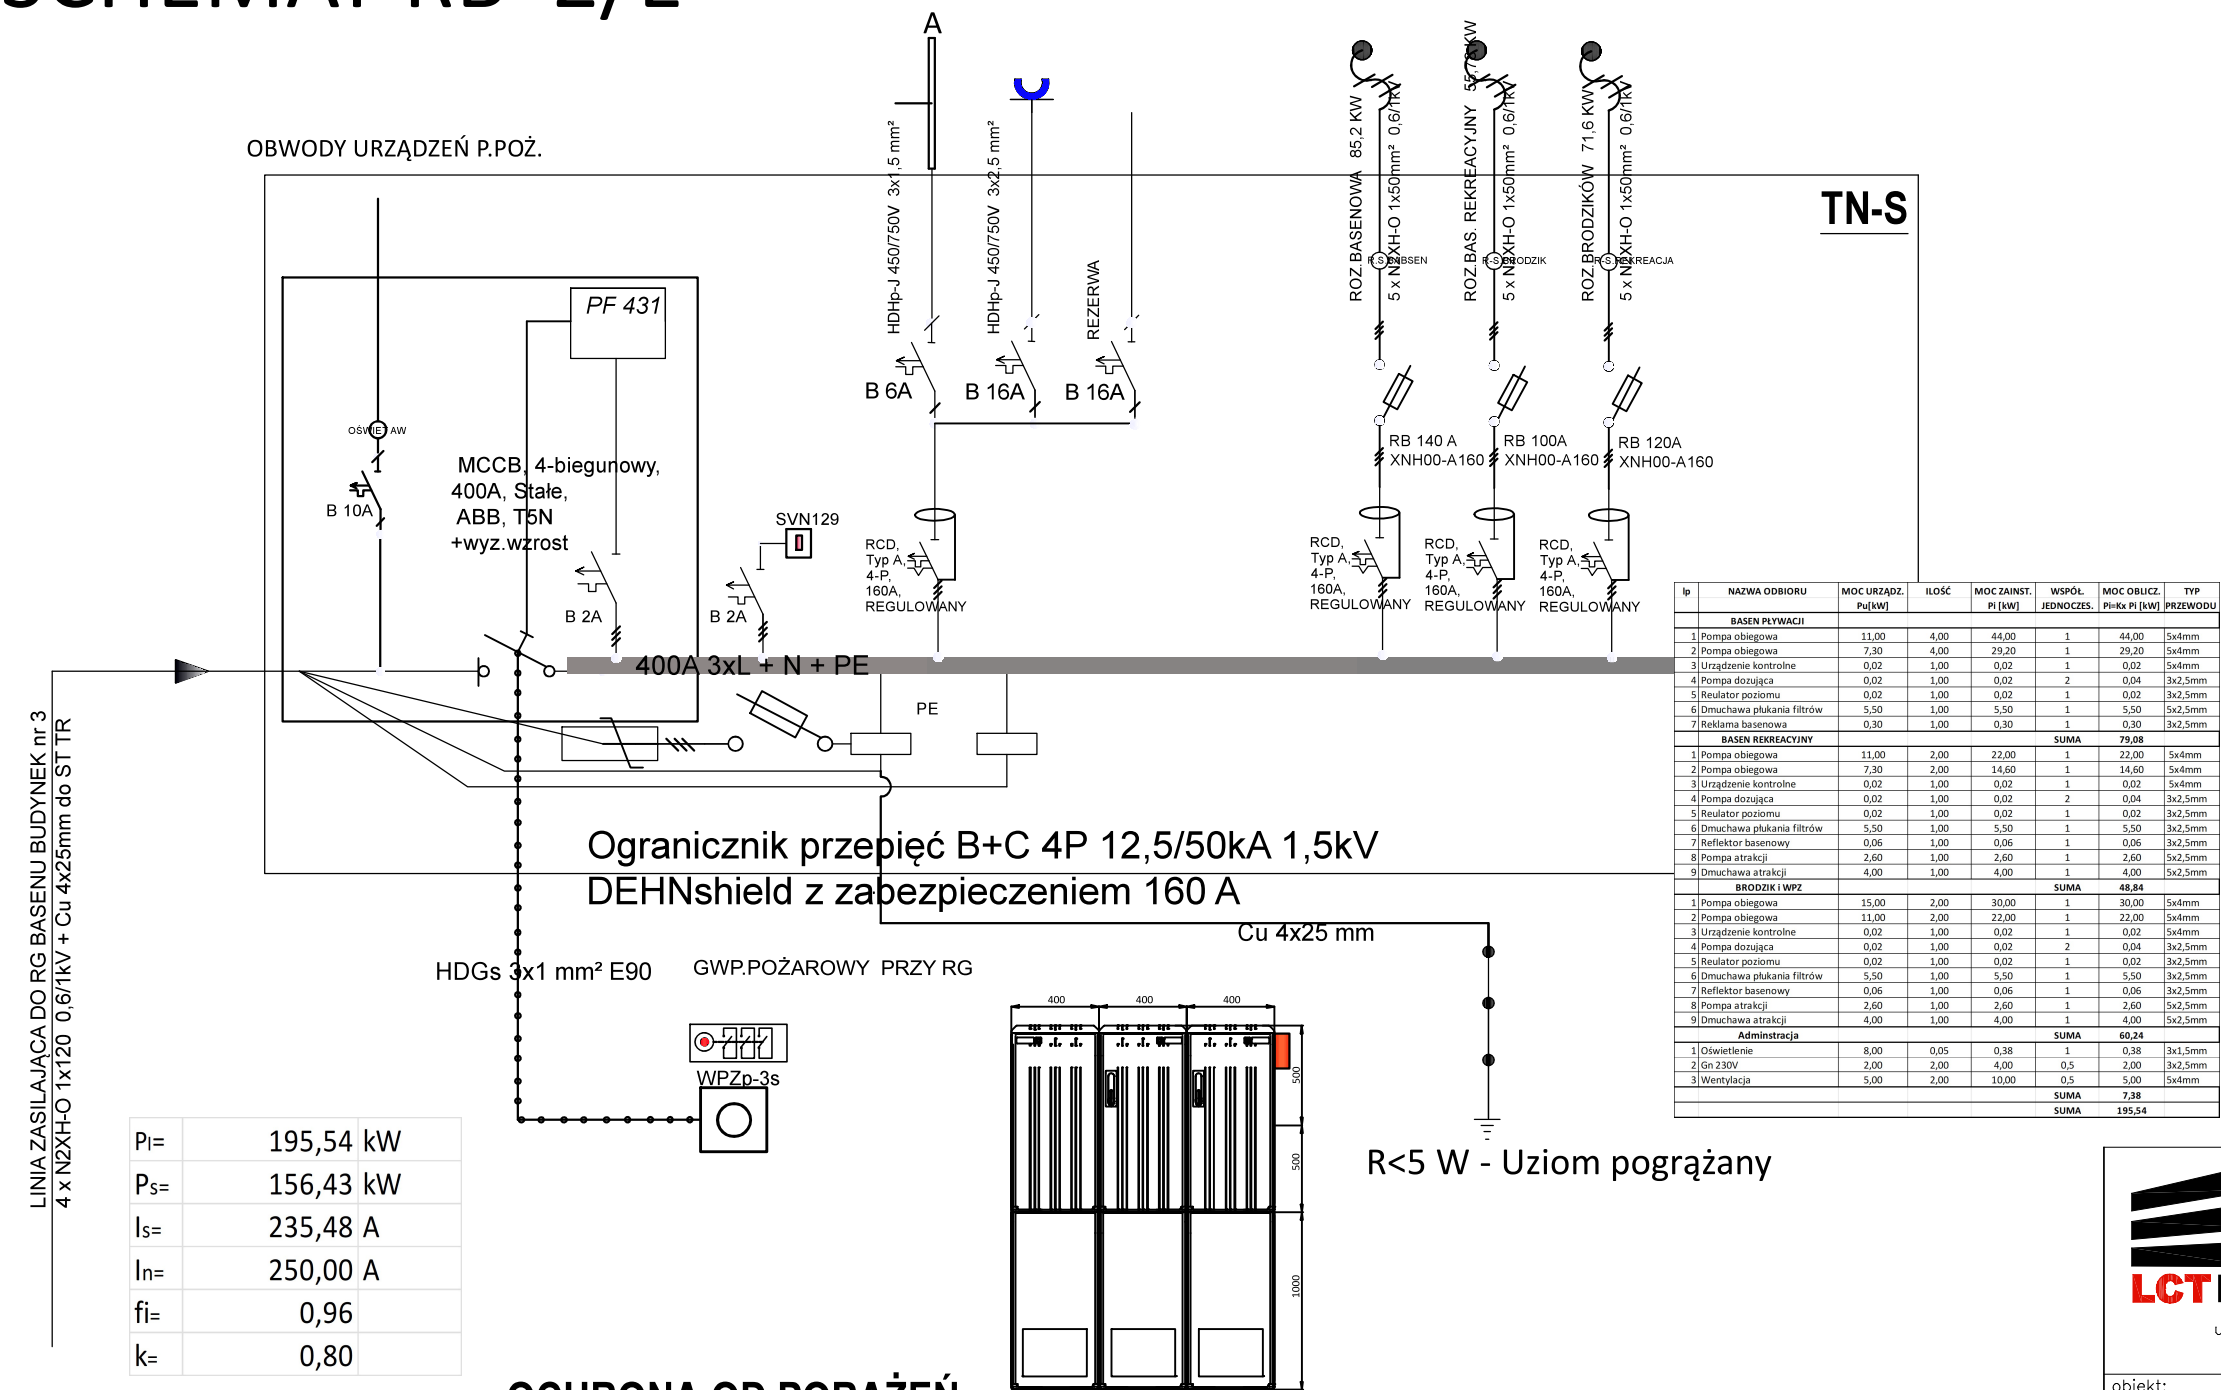 A
OBWODY URZĄDZEŃ P.POŻ.
TN-S
HDHp-J 450/750V 3x1,5 mm²
HDHp-J 450/750V 3x2,5 mm²
REZERWA
ROZ.BASENOWA 85,2 KW
5 x N2XH-O 1x50mm² 0,6/1kV
ROZ.BAS. REKREACYJNY 55,78 KW
5 x N2XH-O 1x50mm² 0,6/1kV
ROZ.BRODZIKÓW 71,6 KW
5 x N2XH-O 1x50mm² 0,6/1kV
R-S.BRODZIK
R-S.REKREACJA
PF 431
B 6A
B 16A
B 16A
OŚWIET AW
B 10A
MCCB, 4-biegunowy,
400A, Stałe,
ABB, T5N
+wyz.wzrost
RB 140 A
XNH00-A160
RB 100A
XNH00-A160
RB 120A
XNH00-A160
B 2A
B 2A
SVN129
RCD,
Typ A,
4-P,
160A,
REGULOWANY
RCD,
Typ A,
4-P,
160A,
REGULOWANY
RCD,
Typ A,
4-P,
160A,
REGULOWANY
RCD,
Typ A,
4-P,
160A,
REGULOWANY
400A 3xL + N + PE
PE
LINIA ZASILAJĄCA DO RG BASENU BUDYNEK nr 3
4 x N2XH-O 1x120 0,6/1kV + Cu 4x25mm do ST TR
Ogranicznik przepięć B+C 4P 12,5/50kA 1,5kV
DEHNshield z zabezpieczeniem 160 A
Cu 4x25 mm
HDGs 3x1 mm² E90
GWP.POŻAROWY PRZY RG
WPZp-3s
400 400 400
500
500
1000
R<5 W - Uziom pogrążany
PI= 195,54 kW
Ps= 156,43 kW
Is= 235,48 A
In= 250,00 A
fi= 0,96
k= 0,80
lp NAZWA ODBIORU MOC URZĄDZ. ILOŚĆ MOC ZAINST. WSPÓŁ. MOC OBLICZ. TYP
Pu[kW] Pi [kW] JEDNOCZES. Pi=Kx Pi [kW] PRZEWODU
BASEN PŁYWACJI
1 Pompa obiegowa 11,00 4,00 44,00 1 44,00 5x4mm
2 Pompa obiegowa 7,30 4,00 29,20 1 29,20 5x4mm
3 Urządzenie kontrolne 0,02 1,00 0,02 1 0,02 5x4mm
4 Pompa dozująca 0,02 1,00 0,02 2 0,04 3x2,5mm
5 Reulator poziomu 0,02 1,00 0,02 1 0,02 3x2,5mm
6 Dmuchawa płukania filtrów 5,50 1,00 5,50 1 5,50 5x2,5mm
7 Reklama basenowa 0,30 1,00 0,30 1 0,30 3x2,5mm
BASEN REKREACYJNY SUMA 79,08
1 Pompa obiegowa 11,00 2,00 22,00 1 22,00 5x4mm
2 Pompa obiegowa 7,30 2,00 14,60 1 14,60 5x4mm
3 Urządzenie kontrolne 0,02 1,00 0,02 1 0,02 5x4mm
4 Pompa dozująca 0,02 1,00 0,02 2 0,04 3x2,5mm
5 Reulator poziomu 0,02 1,00 0,02 1 0,02 3x2,5mm
6 Dmuchawa płukania filtrów 5,50 1,00 5,50 1 5,50 3x2,5mm
7 Reflektor basenowy 0,06 1,00 0,06 1 0,06 3x2,5mm
8 Pompa atrakcji 2,60 1,00 2,60 1 2,60 5x2,5mm
9 Dmuchawa atrakcji 4,00 1,00 4,00 1 4,00 5x2,5mm
BRODZIK i WPZ SUMA 48,84
1 Pompa obiegowa 15,00 2,00 30,00 1 30,00 5x4mm
2 Pompa obiegowa 11,00 2,00 22,00 1 22,00 5x4mm
3 Urządzenie kontrolne 0,02 1,00 0,02 1 0,02 5x4mm
4 Pompa dozująca 0,02 1,00 0,02 2 0,04 3x2,5mm
5 Reulator poziomu 0,02 1,00 0,02 1 0,02 3x2,5mm
6 Dmuchawa płukania filtrów 5,50 1,00 5,50 1 5,50 3x2,5mm
7 Reflektor basenowy 0,06 1,00 0,06 1 0,06 3x2,5mm
8 Pompa atrakcji 2,60 1,00 2,60 1 2,60 5x2,5mm
9 Dmuchawa atrakcji 4,00 1,00 4,00 1 4,00 5x2,5mm
Adminstracja SUMA 60,24
1 Oświetlenie 8,00 0,05 0,38 1 0,38 3x1,5mm
2 Gn 230V 2,00 2,00 4,00 0,5 2,00 3x2,5mm
3 Wentylacja 5,00 2,00 10,00 0,5 5,00 5x4mm
SUMA 7,38
SUMA 195,54
LCT
obiekt: